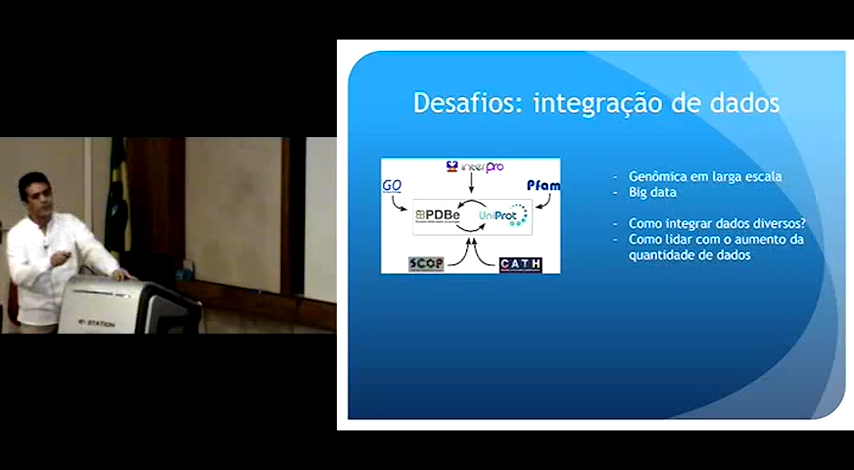 Desafios: integração de dados
interpro
GO
Pfam
PDBe
UniProt
SCOP
CATH
- Genômica em larga escala
- Big data
- Como integrar dados diversos?
- Como lidar com o aumento da
quantidade de dados
STATION